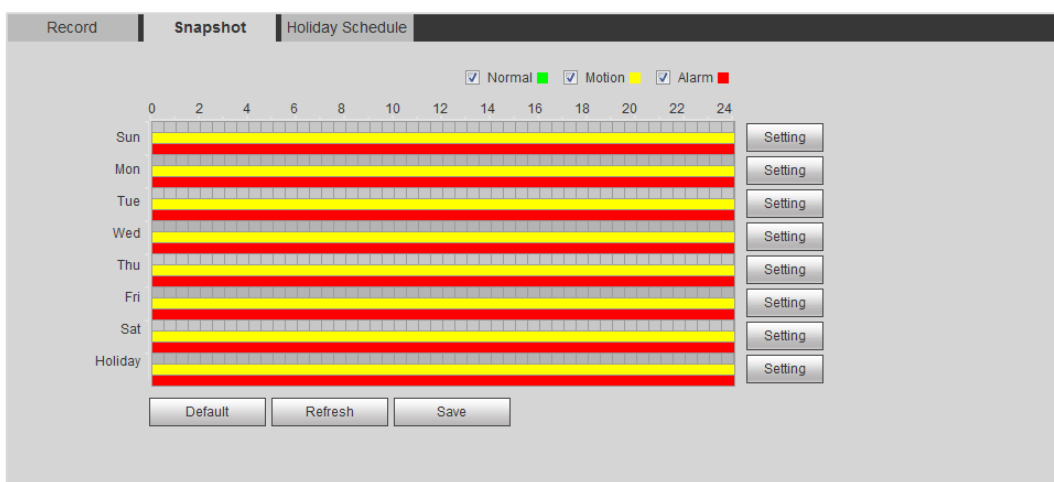 Record Snapshot Holiday Schedule
Normal Motion Alarm
0 2 4 6 8 10 12 14 16 18 20 22 24
Sun Setting
Mon Setting
Tue Setting
Wed Setting
Thu Setting
Fri Setting
Sat Setting
Holiday Setting
Default Refresh Save